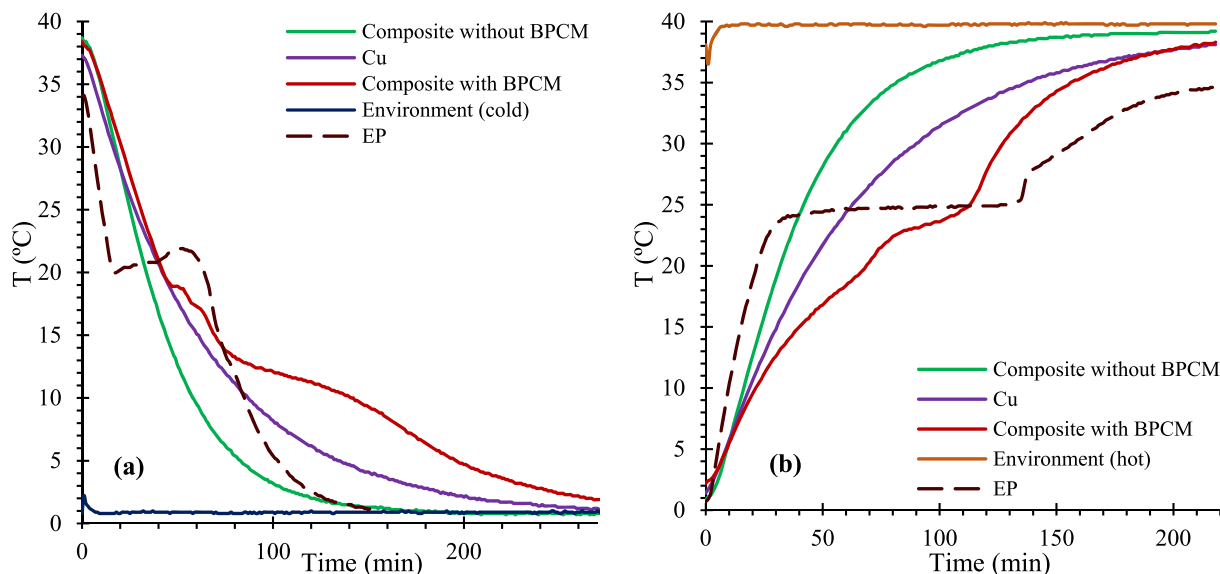 40
35
30
25
20
15
10
5
0
T (ºC)
0
100
200
Time (min)
Composite without BPCM
Cu
Composite with BPCM
Environment (cold)
EP
(a)
40
35
30
25
20
15
10
5
0
T (ºC)
0
50
100
150
200
Time (min)
Composite without BPCM
Cu
Composite with BPCM
Environment (hot)
EP
(b)